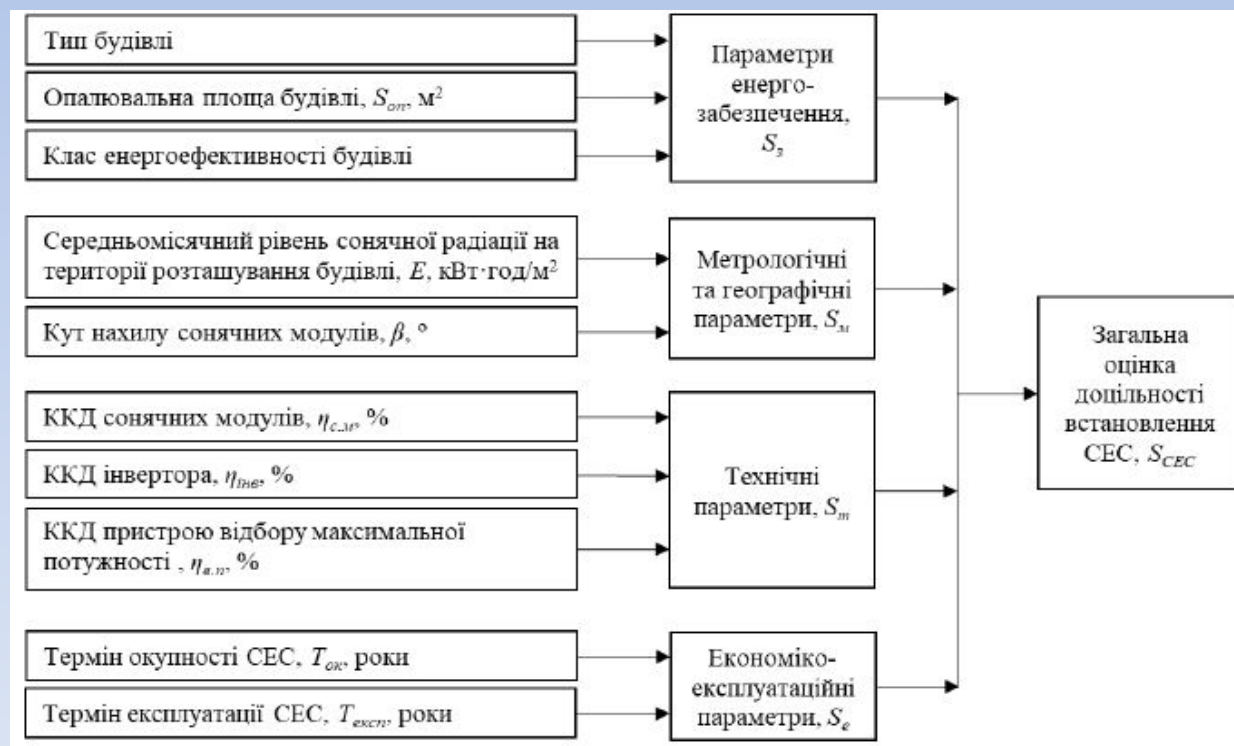 Тип будівлі
Опалювальна площа будівлі, Sоп, м²
Клас енергоефективності будівлі
Параметри
енерго-
забезпечення,
Sз
Середньомісячний рівень сонячної радіації на
території розташування будівлі, E, кВт·год/м²
Кут нахилу сонячних модулів, β, °
Метрологічні
та географічні
параметри, Sм
ККД сонячних модулів, ηс.м, %
ККД інвертора, ηінв, %
ККД пристрою відбору максимальної
потужності , ηв.п, %
Технічні
параметри, Sт
Термін окупності СЕС, Tок, роки
Термін експлуатації СЕС, Tексп, роки
Економіко-
експлуатаційні
параметри, Sе
Загальна
оцінка
доцільності
встановлення
СЕС, SСЕС